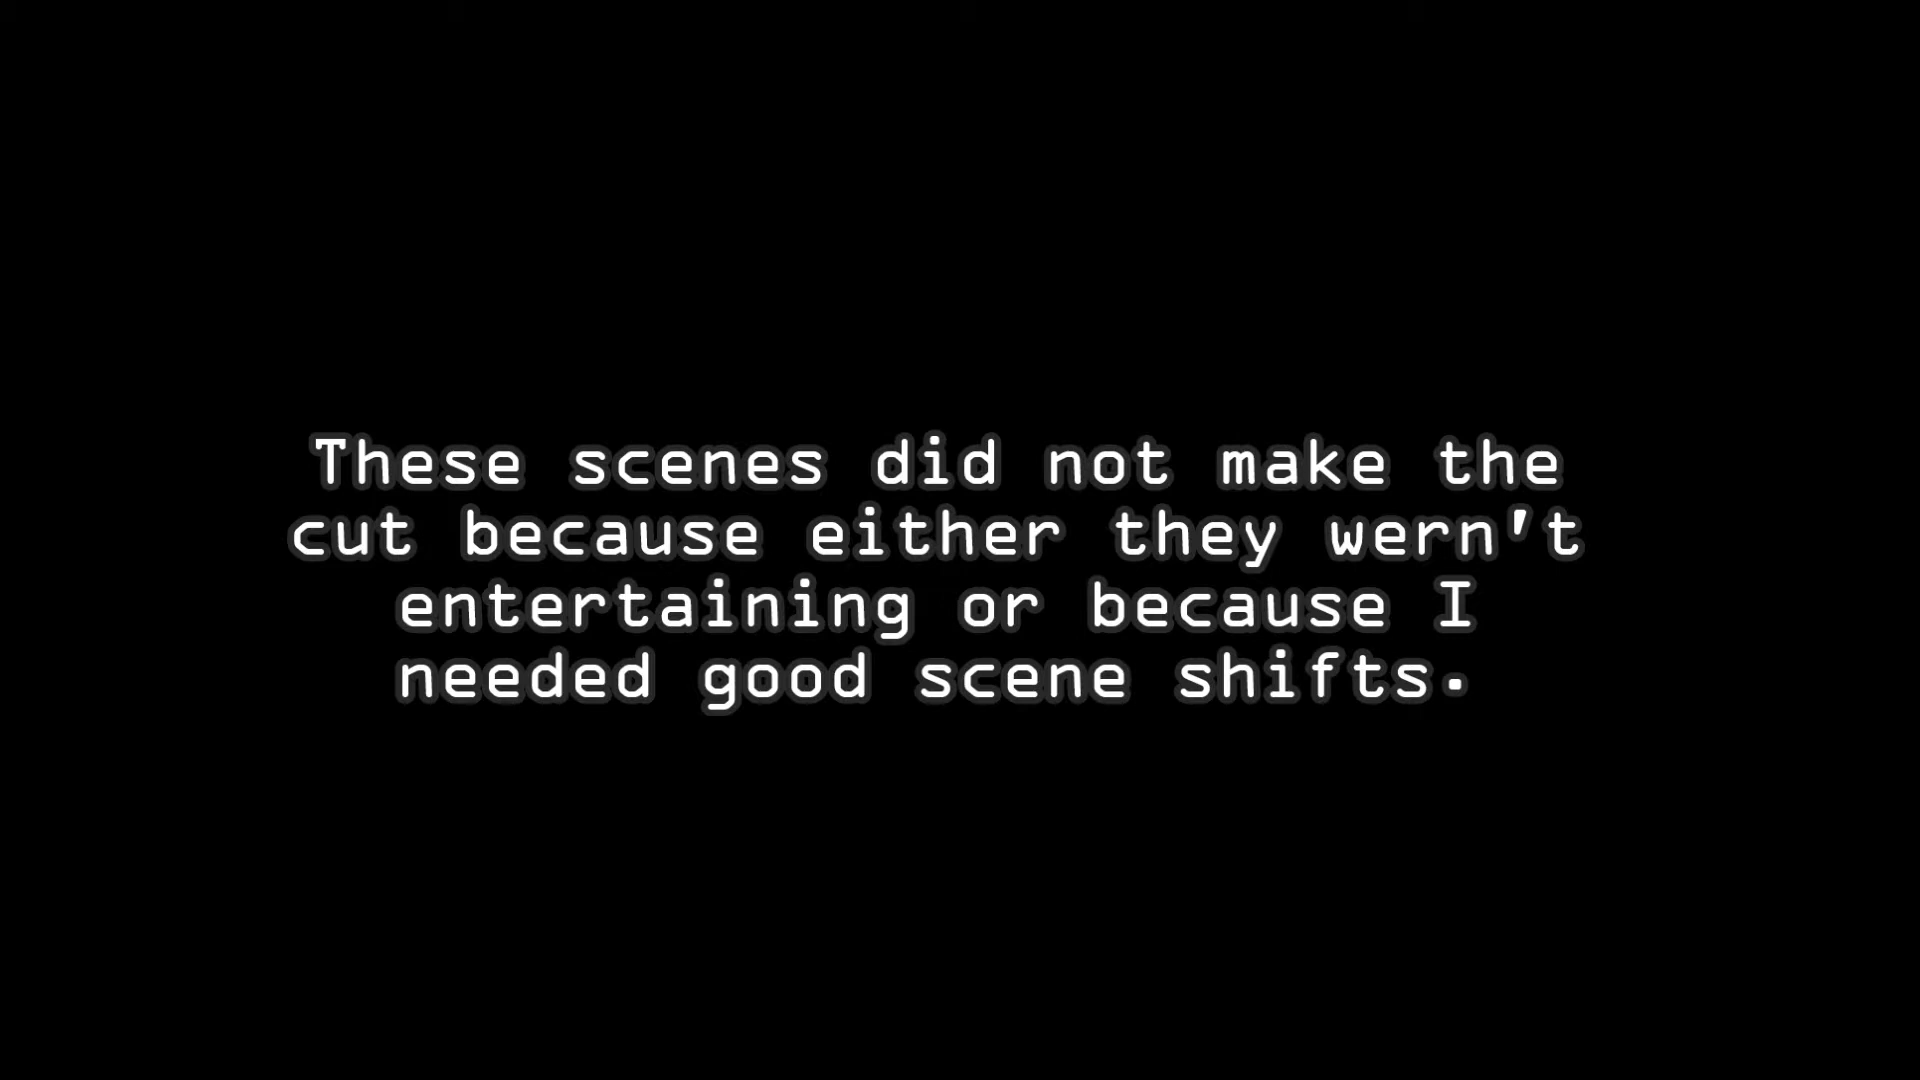 These scenes did not make the
cut because either they wern't
entertaining or because I
needed good scene shifts.